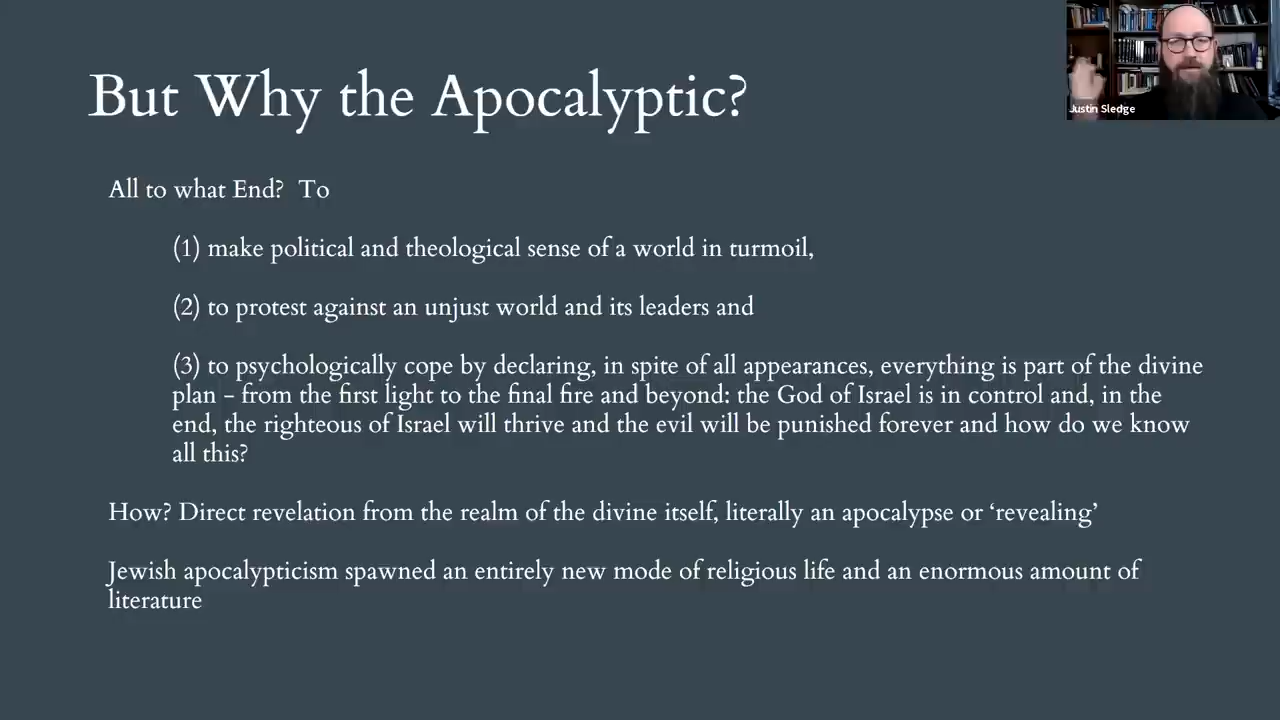 But Why the Apocalyptic?
Justin Sledge
All to what End?  To
(1) make political and theological sense of a world in turmoil,
(2) to protest against an unjust world and its leaders and
(3) to psychologically cope by declaring, in spite of all appearances, everything is part of the divine
plan – from the first light to the final fire and beyond: the God of Israel is in control and, in the
end, the righteous of Israel will thrive and the evil will be punished forever and how do we know
all this?
How? Direct revelation from the realm of the divine itself, literally an apocalypse or ‘revealing’
Jewish apocalypticism spawned an entirely new mode of religious life and an enormous amount of
literature